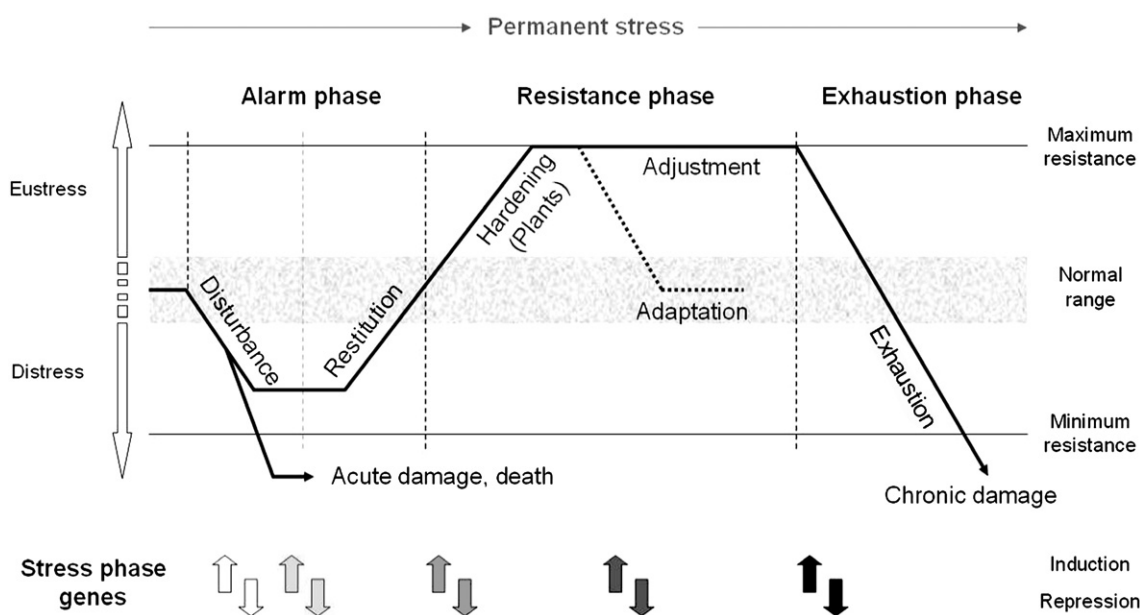 Permanent stress
Alarm phase
Resistance phase
Exhaustion phase
Maximum
resistance
Eustress
Hardening
(Plants)
Adjustment
Normal
range
Disturbance
Restitution
Adaptation
Distress
Exhaustion
Minimum
resistance
Acute damage, death
Chronic damage
Stress phase
genes
Induction
Repression